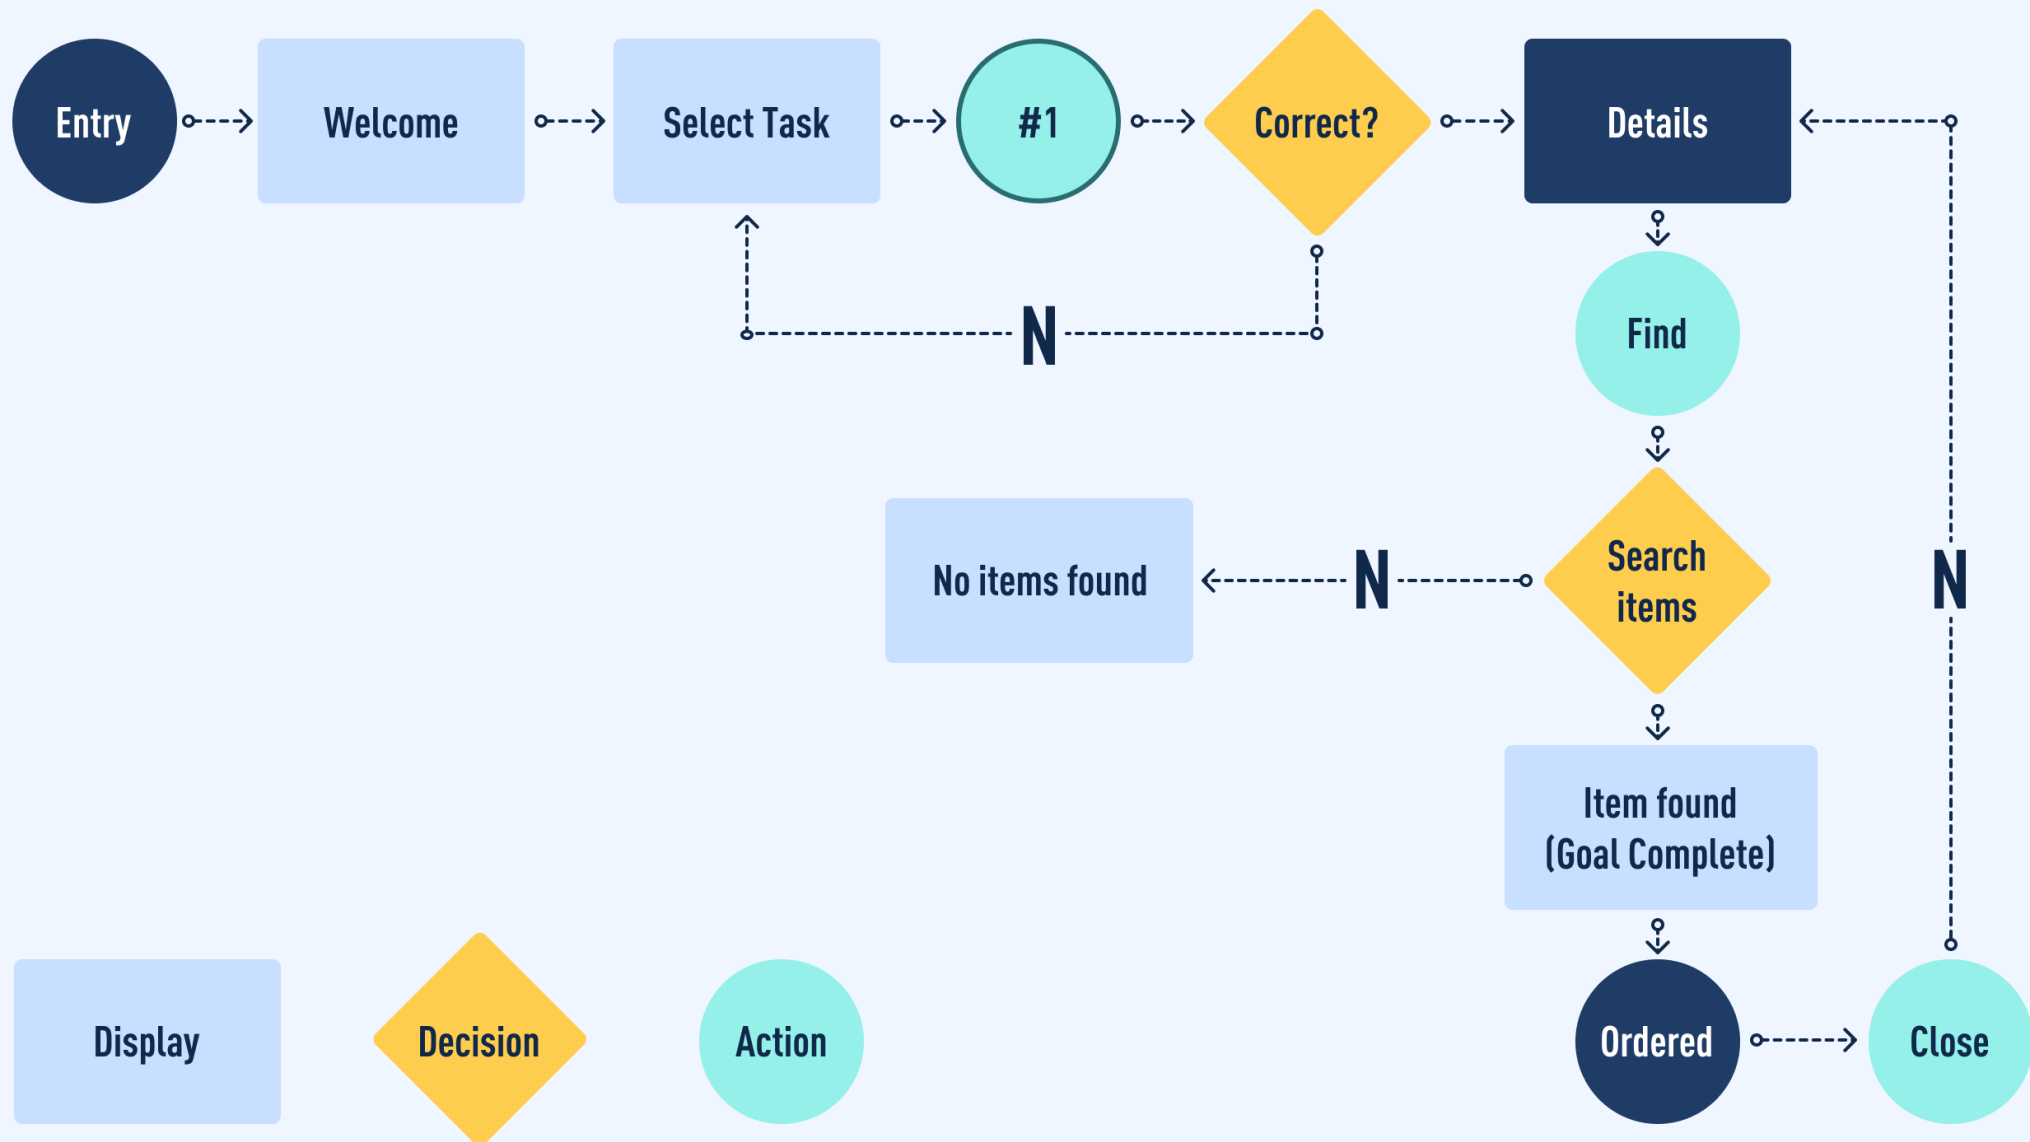 Entry
Welcome
Select Task
#1
Correct?
Details
N
Find
No items found
N
Search
items
N
Item found
(Goal Complete)
Display
Decision
Action
Ordered
Close